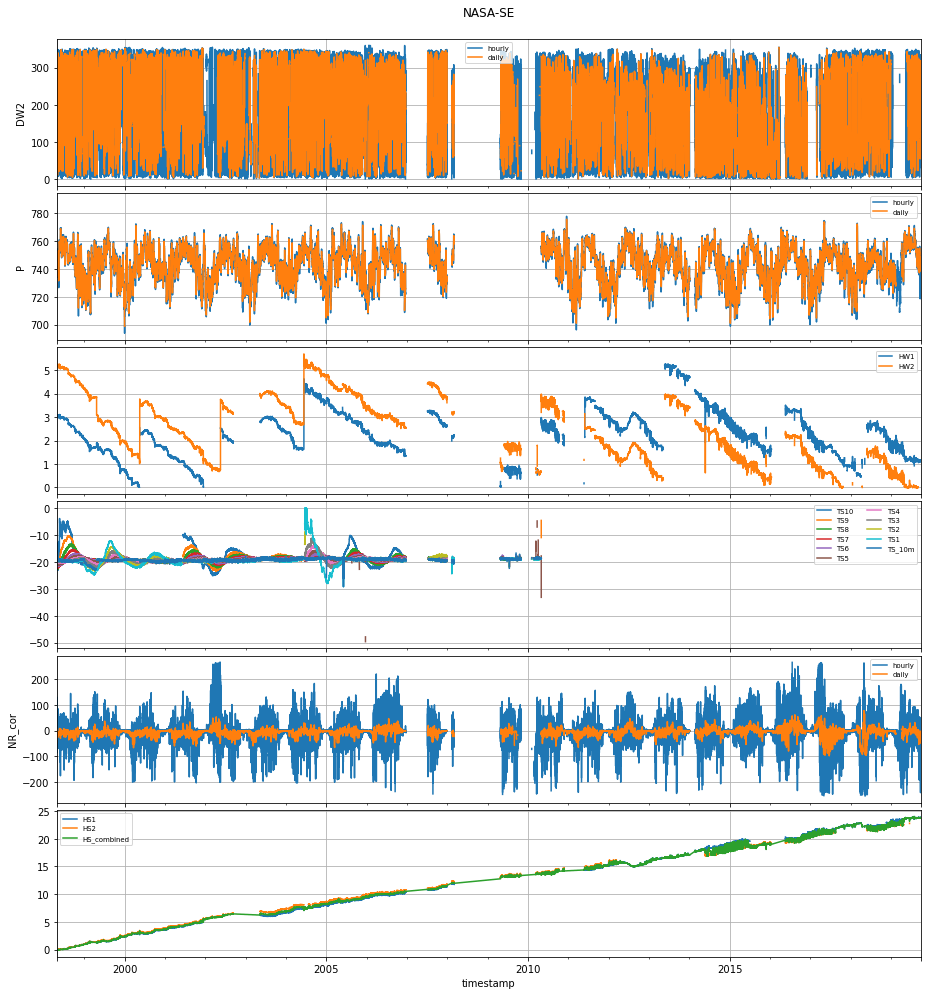 NASA-SE
DW2
300
200
100
0
hourly
daily
P
780
760
740
720
700
hourly
daily
5
4
3
2
1
0
HW1
HW2
0
−10
−20
−30
−40
−50
TS10 TS4
TS9 TS3
TS8 TS2
TS7 TS1
TS6 TS_10m
TS5
NR_cor
200
100
0
−100
−200
hourly
daily
25
20
15
10
5
0
HS1
HS2
HS_combined
2000 2005 2010 2015
timestamp